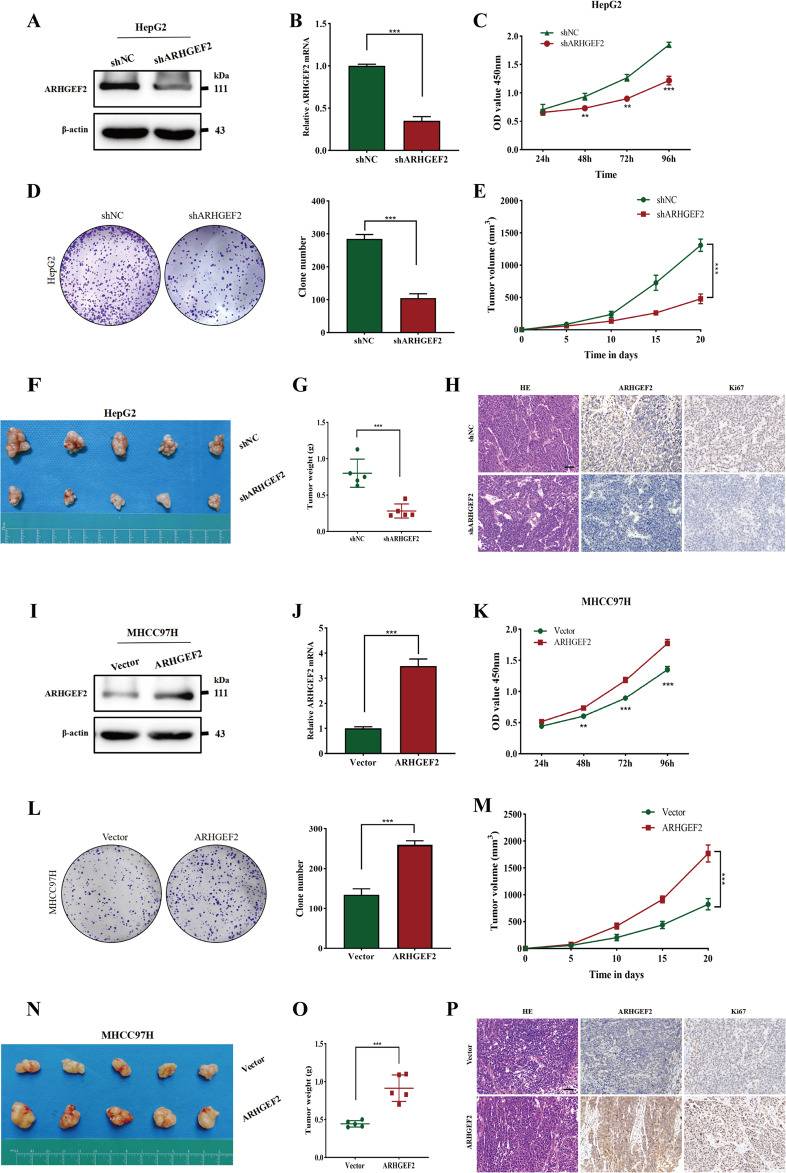 A
HepG2
shNC
shARHGEF2
kDa
ARHGEF2
111
β-actin
43
B
Relative ARHGEF2 mRNA
1.5
1.0
0.5
0.0
***
shNC
shARHGEF2
C
HepG2
shNC
shARHGEF2
OD value 450nm
2.0
1.5
1.0
0.5
0.0
**
**
***
24h
48h
72h
96h
Time
D
shNC
shARHGEF2
HepG2
Clone number
400
300
200
100
0
***
shNC
shARHGEF2
E
shNC
shARHGEF2
Tumor volume (mm³)
2000
1500
1000
500
0
***
0
5
10
15
20
Time in days
F
HepG2
shNC
shARHGEF2
G
Tumor weight (g)
1.5
1.0
0.5
0.0
***
shNC
shARHGEF2
H
HE
ARHGEF2
Ki67
shNC
shARHGEF2
I
MHCC97H
Vector
ARHGEF2
kDa
ARHGEF2
111
β-actin
43
J
Relative ARHGEF2 mRNA
5
4
3
2
1
0
***
Vector
ARHGEF2
K
MHCC97H
Vector
ARHGEF2
OD value 450nm
2.0
1.5
1.0
0.5
0.0
**
***
***
24h
48h
72h
96h
L
Vector
ARHGEF2
MHCC97H
Clone number
300
200
100
0
***
Vector
ARHGEF2
M
Vector
ARHGEF2
Tumor volume (mm³)
2500
2000
1500
1000
500
0
***
0
5
10
15
20
Time in days
N
MHCC97H
Vector
ARHGEF2
O
Tumor weight (g)
1.5
1.0
0.5
0.0
***
Vector
ARHGEF2
P
HE
ARHGEF2
Ki67
Vector
ARHGEF2